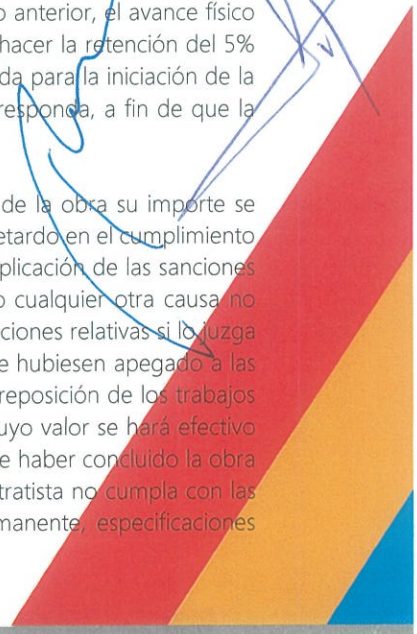 o anterior, el avance físico
hacer la retención del 5%
da para la iniciación de la
responda, a fin de que la
de la obra su importe se
etardo en el cumplimiento
plicación de las sanciones
o cualquier otra causa no
ciones relativas si lo juzga
e hubiesen apegado a las
reposición de los trabajos
uyo valor se hará efectivo
e haber concluido la obra
tratista no cumpla con las
manente, especificaciones